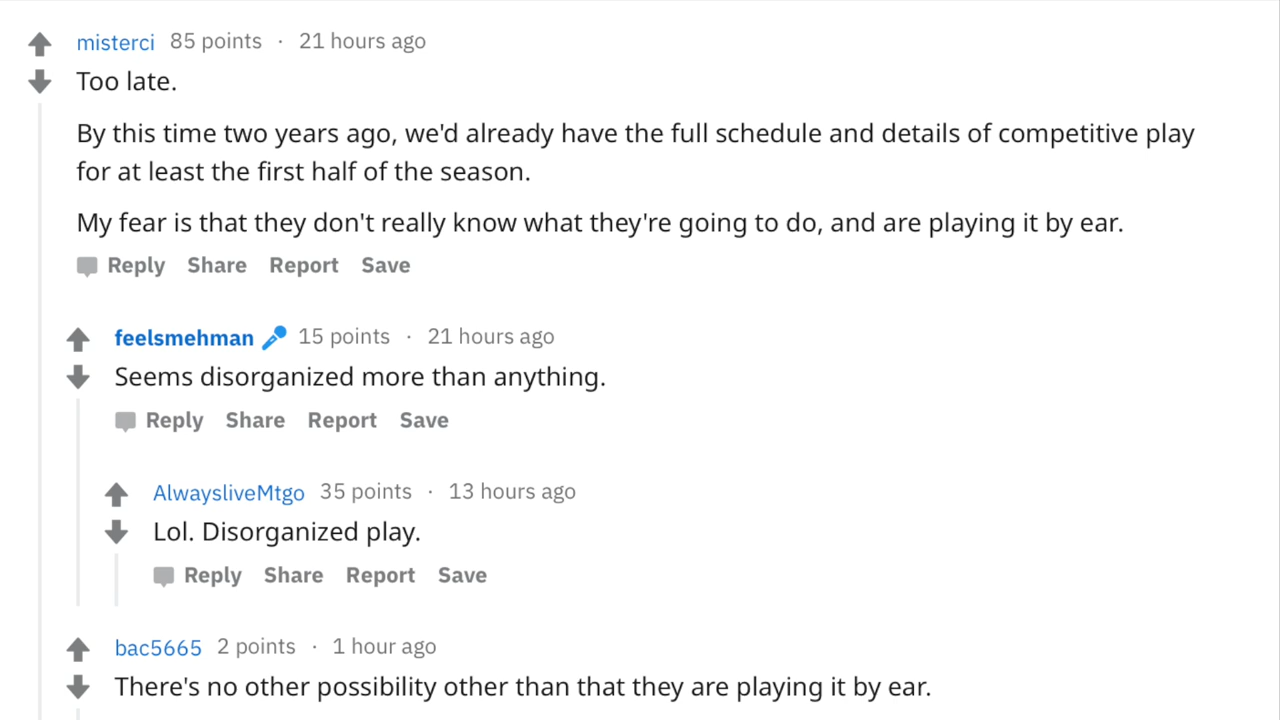 misterci 85 points · 21 hours ago
Too late.
By this time two years ago, we'd already have the full schedule and details of competitive play
for at least the first half of the season.
My fear is that they don't really know what they're going to do, and are playing it by ear.
Reply Share Report Save
feelsmehman 15 points · 21 hours ago
Seems disorganized more than anything.
Reply Share Report Save
AlwaysliveMtgo 35 points · 13 hours ago
Lol. Disorganized play.
Reply Share Report Save
bac5665 2 points · 1 hour ago
There's no other possibility other than that they are playing it by ear.